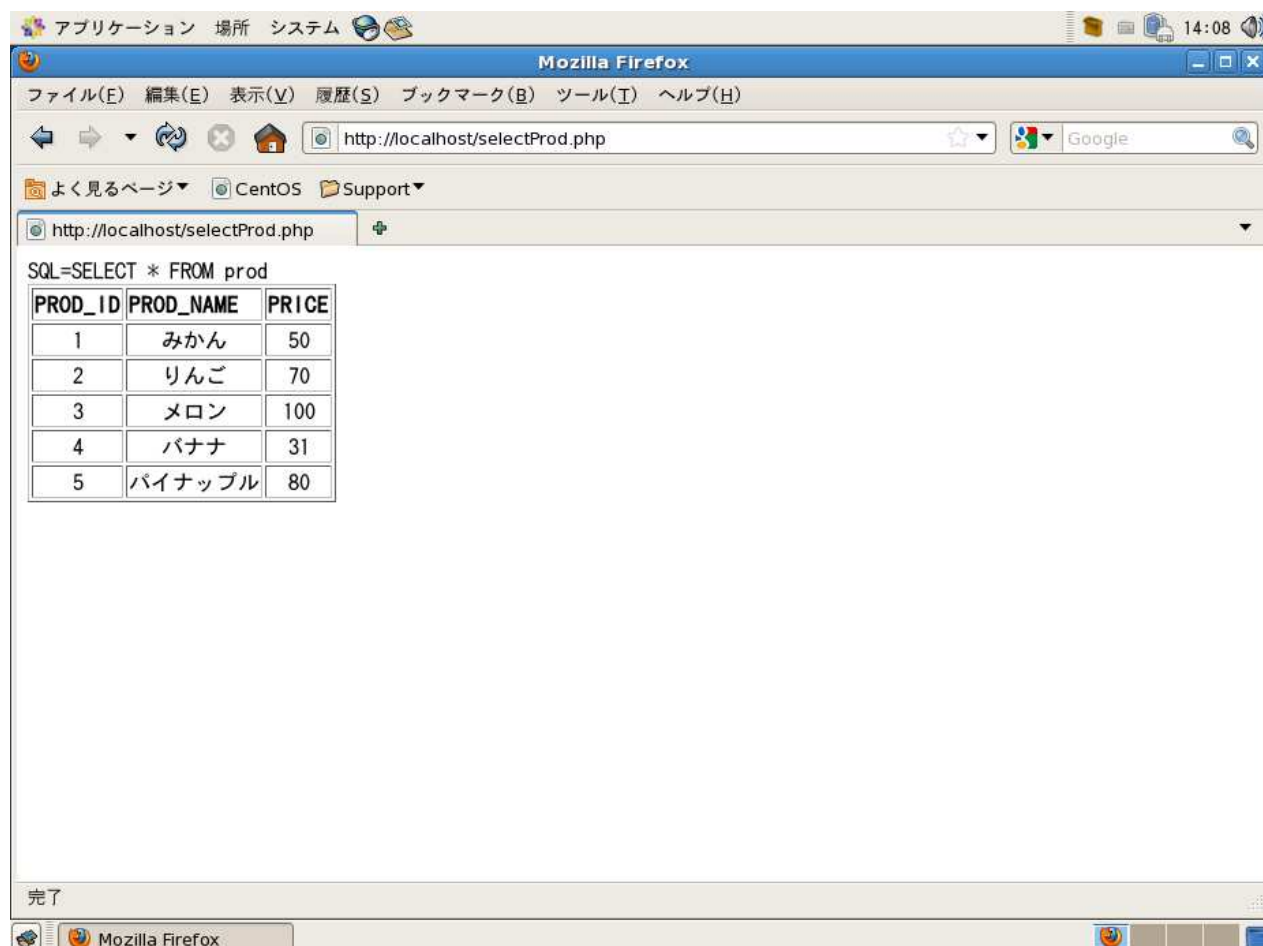 アプリケーション 場所 システム 14:08
Mozilla Firefox
ファイル(F) 編集(E) 表示(V) 履歴(S) ブックマーク(B) ツール(T) ヘルプ(H)
http://localhost/selectProd.php Google
よく見るページ CentOS Support
http://localhost/selectProd.php
SQL=SELECT * FROM prod
PROD_ID PROD_NAME PRICE
1 みかん 50
2 りんご 70
3 メロン 100
4 バナナ 31
5 パイナップル 80
完了
Mozilla Firefox